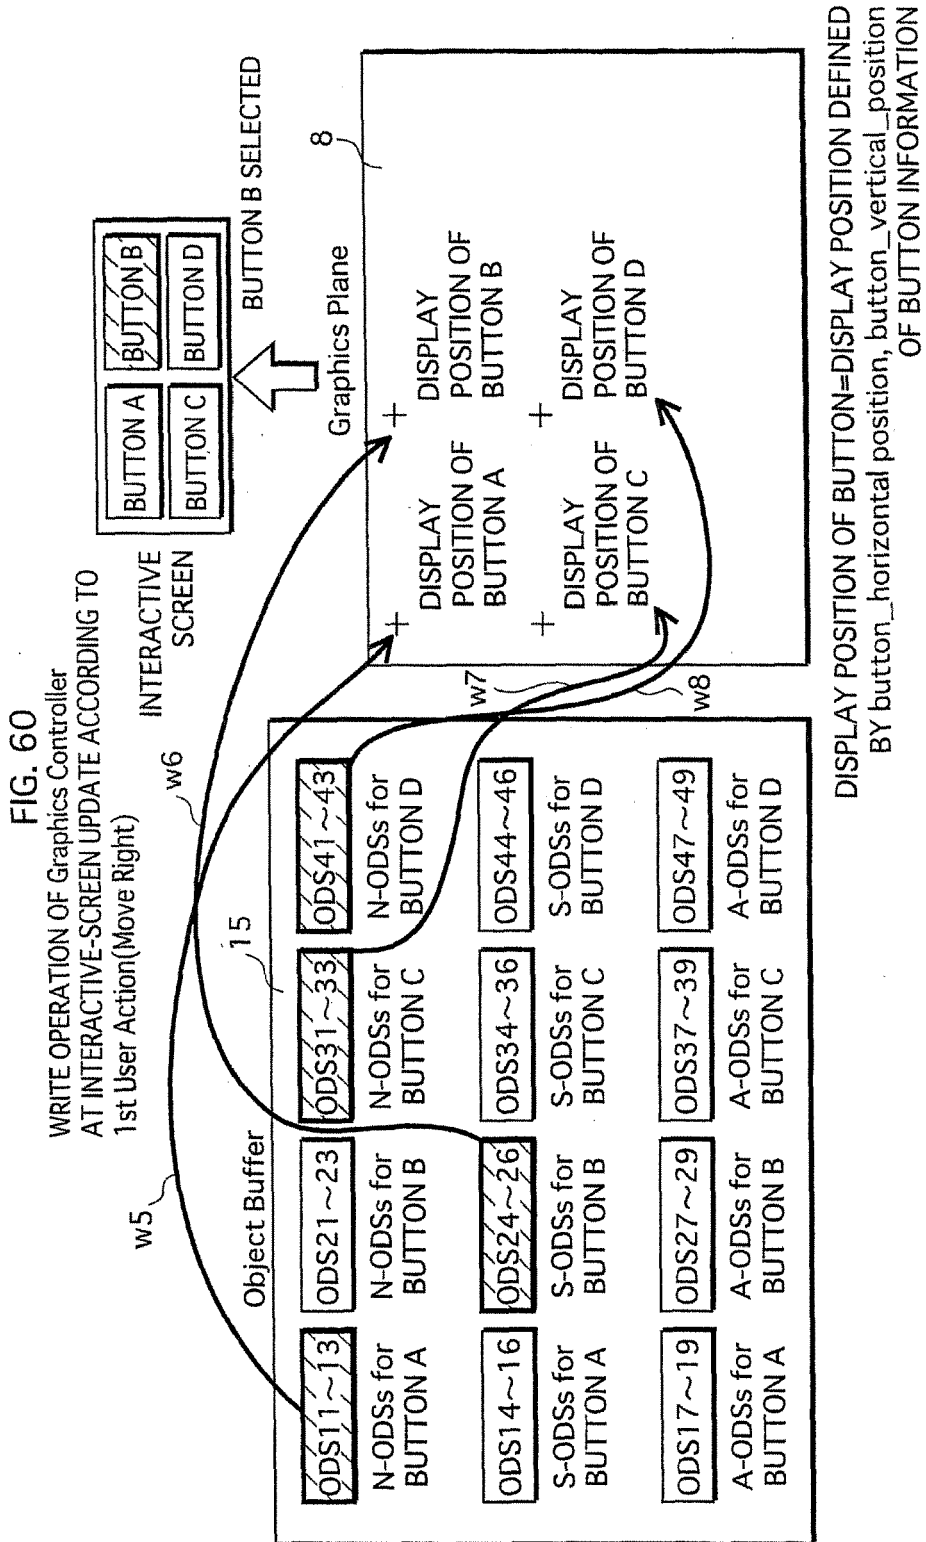 FIG. 60
WRITE OPERATION OF Graphics Controller
AT INTERACTIVE-SCREEN UPDATE ACCORDING TO
1st User Action(Move Right)
INTERACTIVE
SCREEN
BUTTON A
BUTTON B
BUTTON C
BUTTON D
BUTTON B SELECTED
w5
w6
Object Buffer
15
ODS11~13
N-ODSs for
BUTTON A
ODS21~23
N-ODSs for
BUTTON B
ODS31~33
N-ODSs for
BUTTON C
ODS41~43
N-ODSs for
BUTTON D
ODS14~16
S-ODSs for
BUTTON A
ODS24~26
S-ODSs for
BUTTON B
ODS34~36
S-ODSs for
BUTTON C
ODS44~46
S-ODSs for
BUTTON D
ODS17~19
A-ODSs for
BUTTON A
ODS27~29
A-ODSs for
BUTTON B
ODS37~39
A-ODSs for
BUTTON C
ODS47~49
A-ODSs for
BUTTON D
w7
w8
Graphics Plane
8
DISPLAY
POSITION OF
BUTTON A
DISPLAY
POSITION OF
BUTTON B
DISPLAY
POSITION OF
BUTTON C
DISPLAY
POSITION OF
BUTTON D
DISPLAY POSITION OF BUTTON=DISPLAY POSITION DEFINED
BY button_horizontal position, button_vertical_position
OF BUTTON INFORMATION